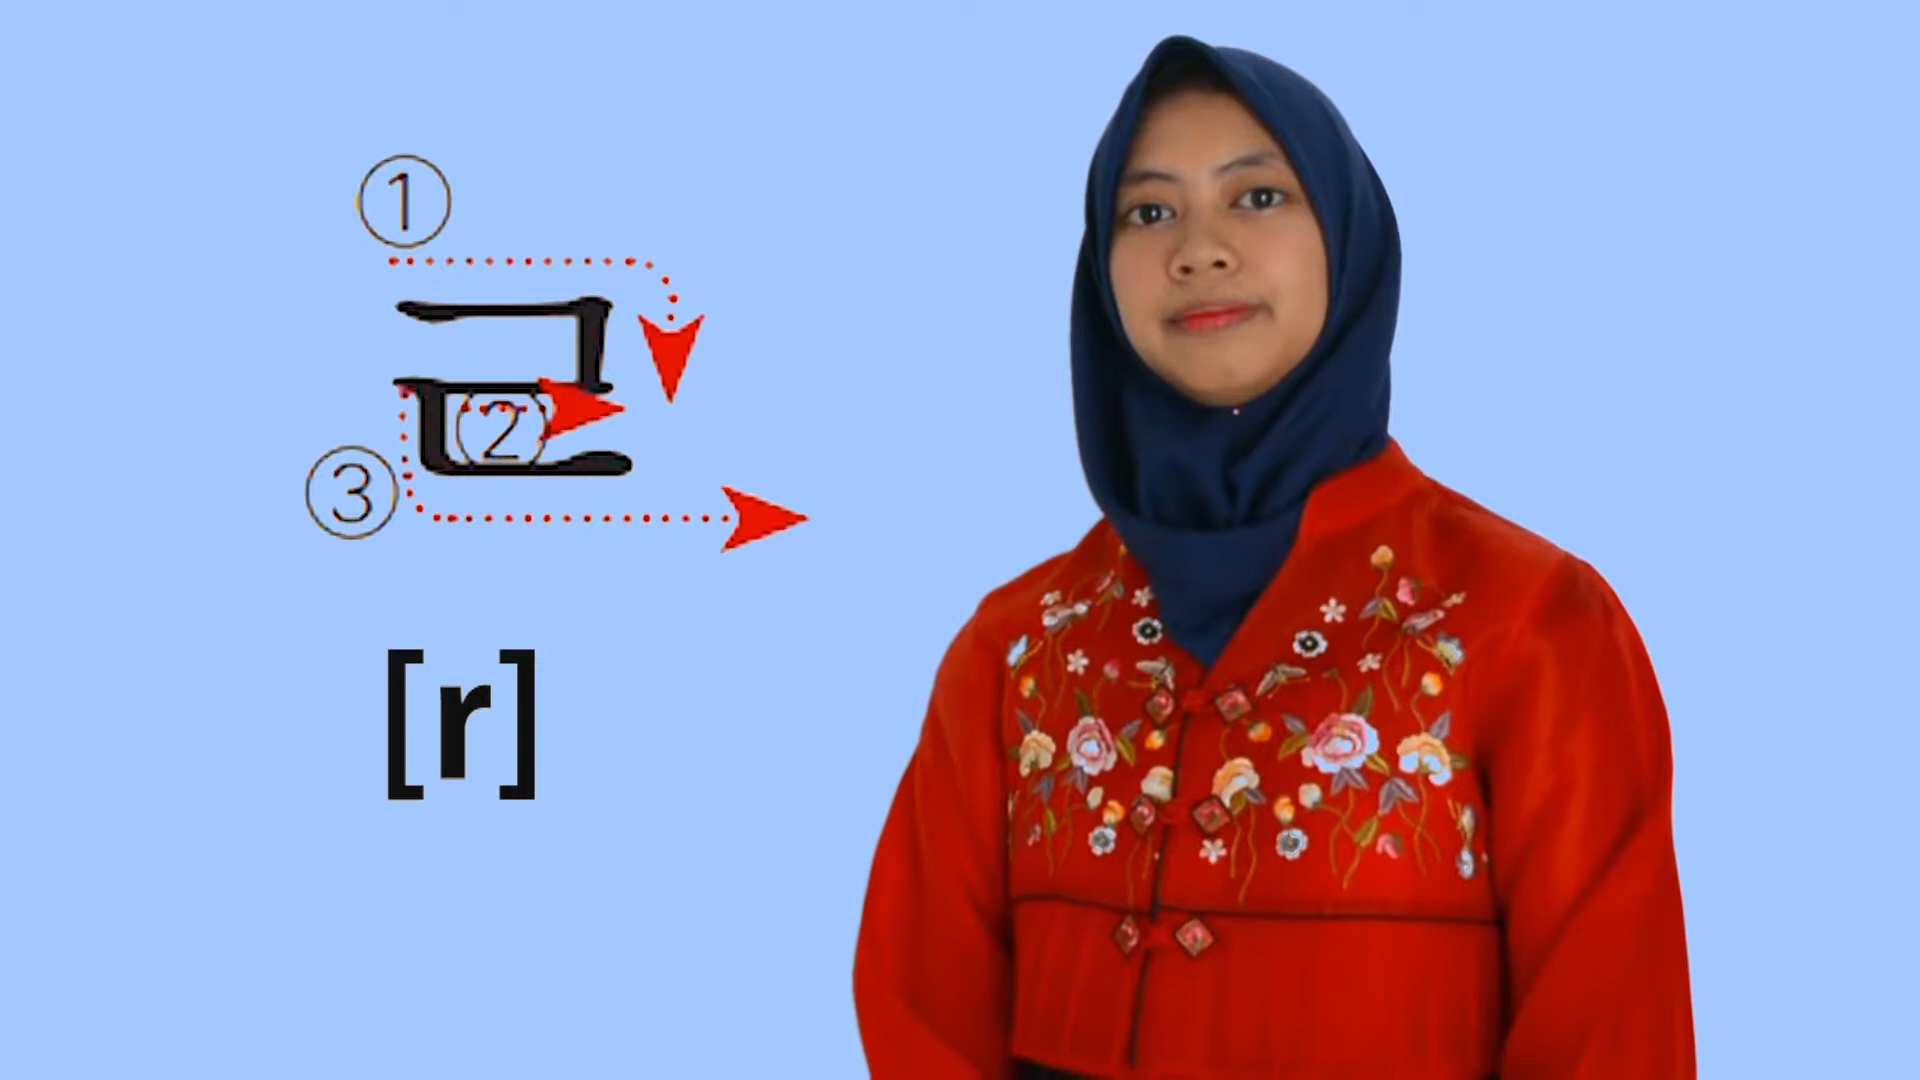 ①
ㄹ
②
③
[r]